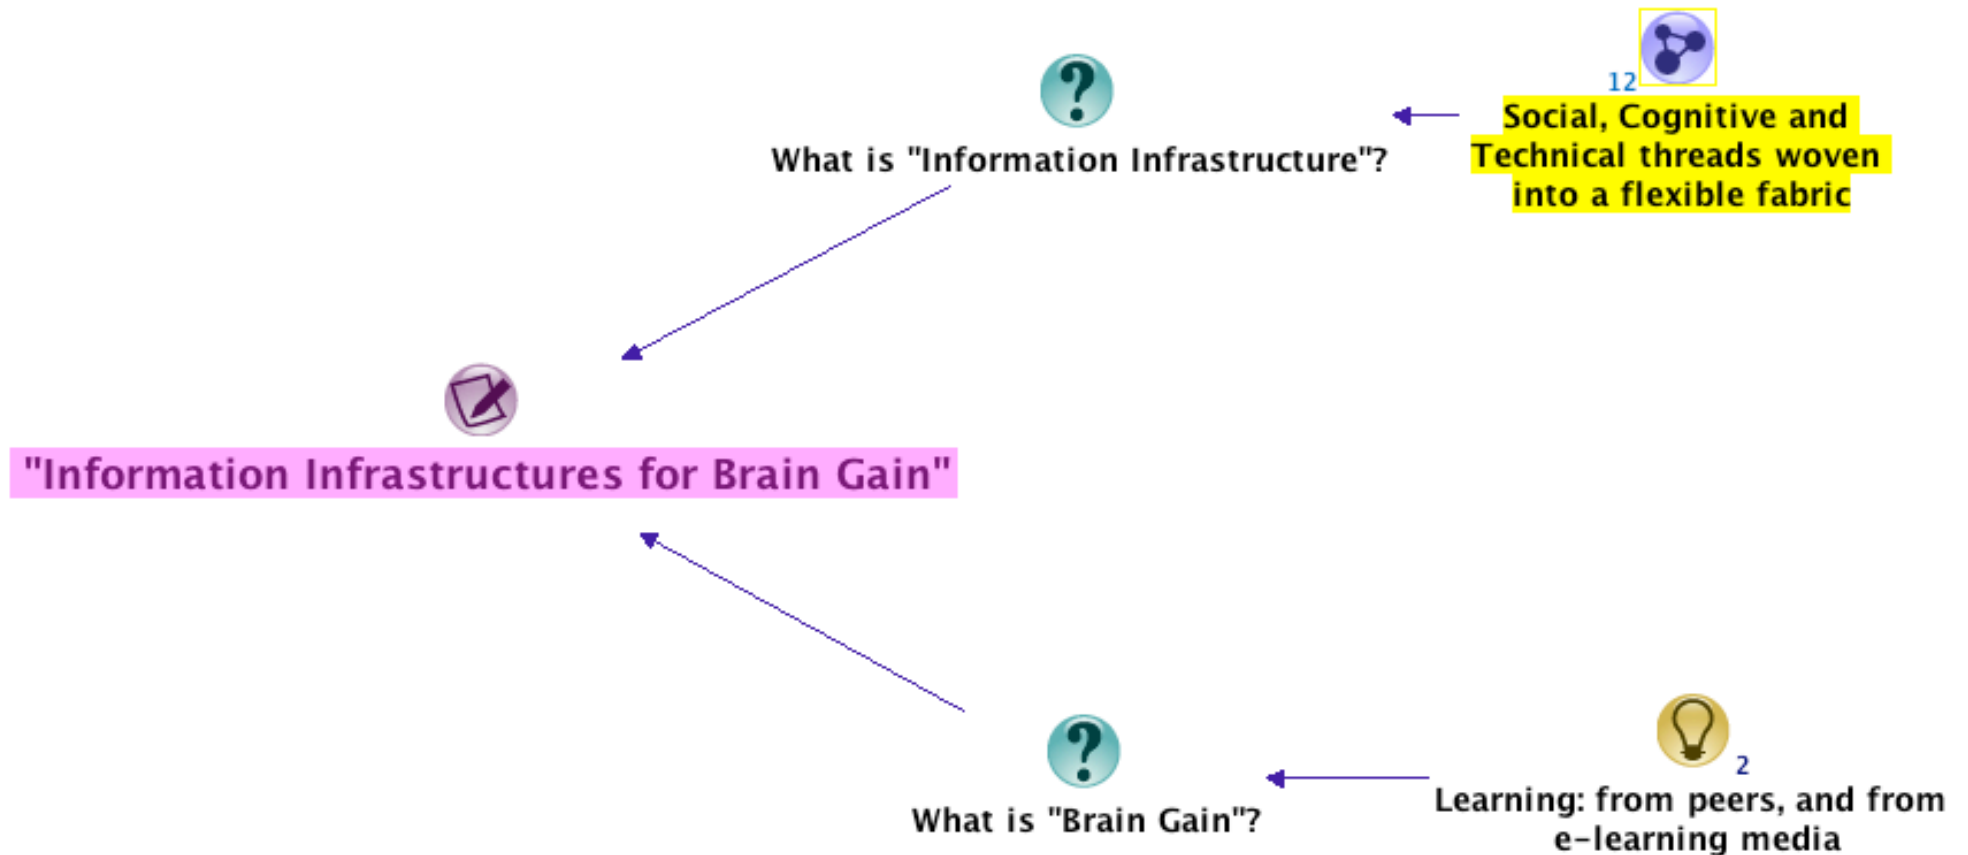 12
Social, Cognitive and
Technical threads woven
into a flexible fabric
What is "Information Infrastructure"?
"Information Infrastructures for Brain Gain"
What is "Brain Gain"?
2
Learning: from peers, and from
e-learning media